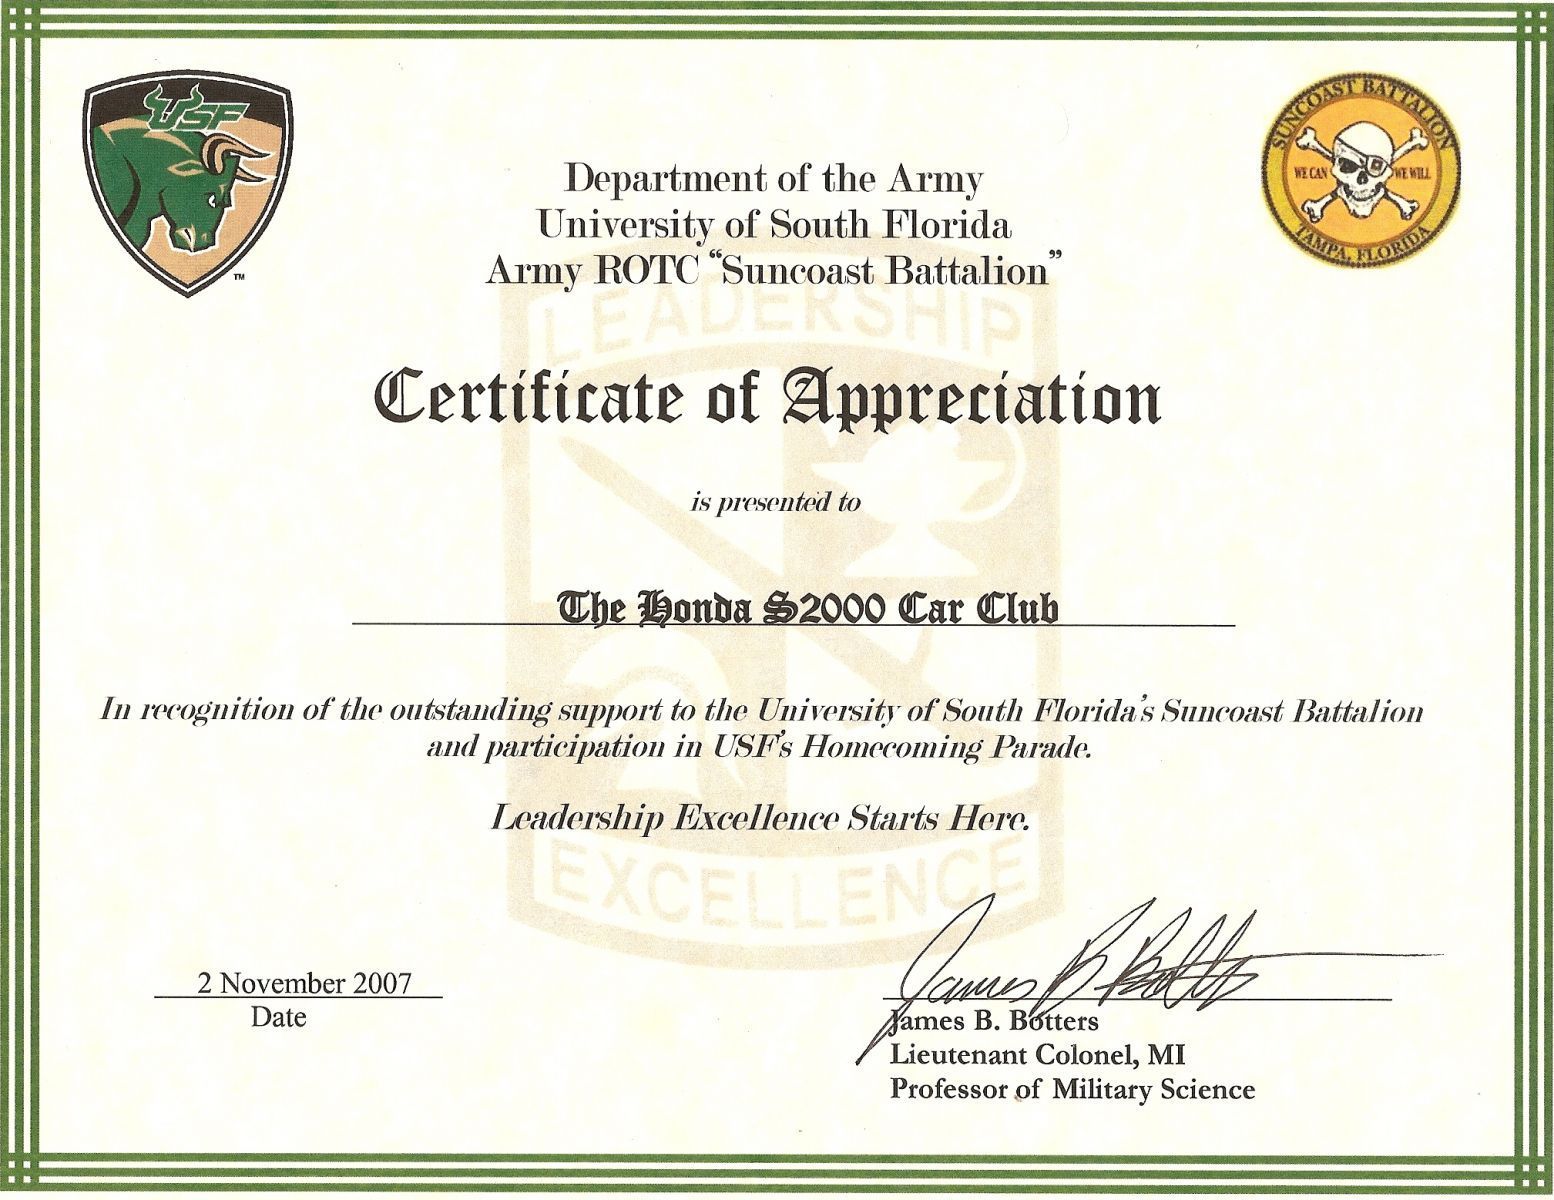 USF
TM
SUNCOAST BATTALION
WE CAN WE WILL
TAMPA, FLORIDA
Department of the Army
University of South Florida
Army ROTC “Suncoast Battalion”
LEADERSHIP
Certificate of Appreciation
is presented to
The Honda S2000 Car Club
In recognition of the outstanding support to the University of South Florida's Suncoast Battalion
and participation in USF's Homecoming Parade.
Leadership Excellence Starts Here.
EXCELLENCE
2 November 2007
Date
James B Botters
James B. Botters
Lieutenant Colonel, MI
Professor of Military Science